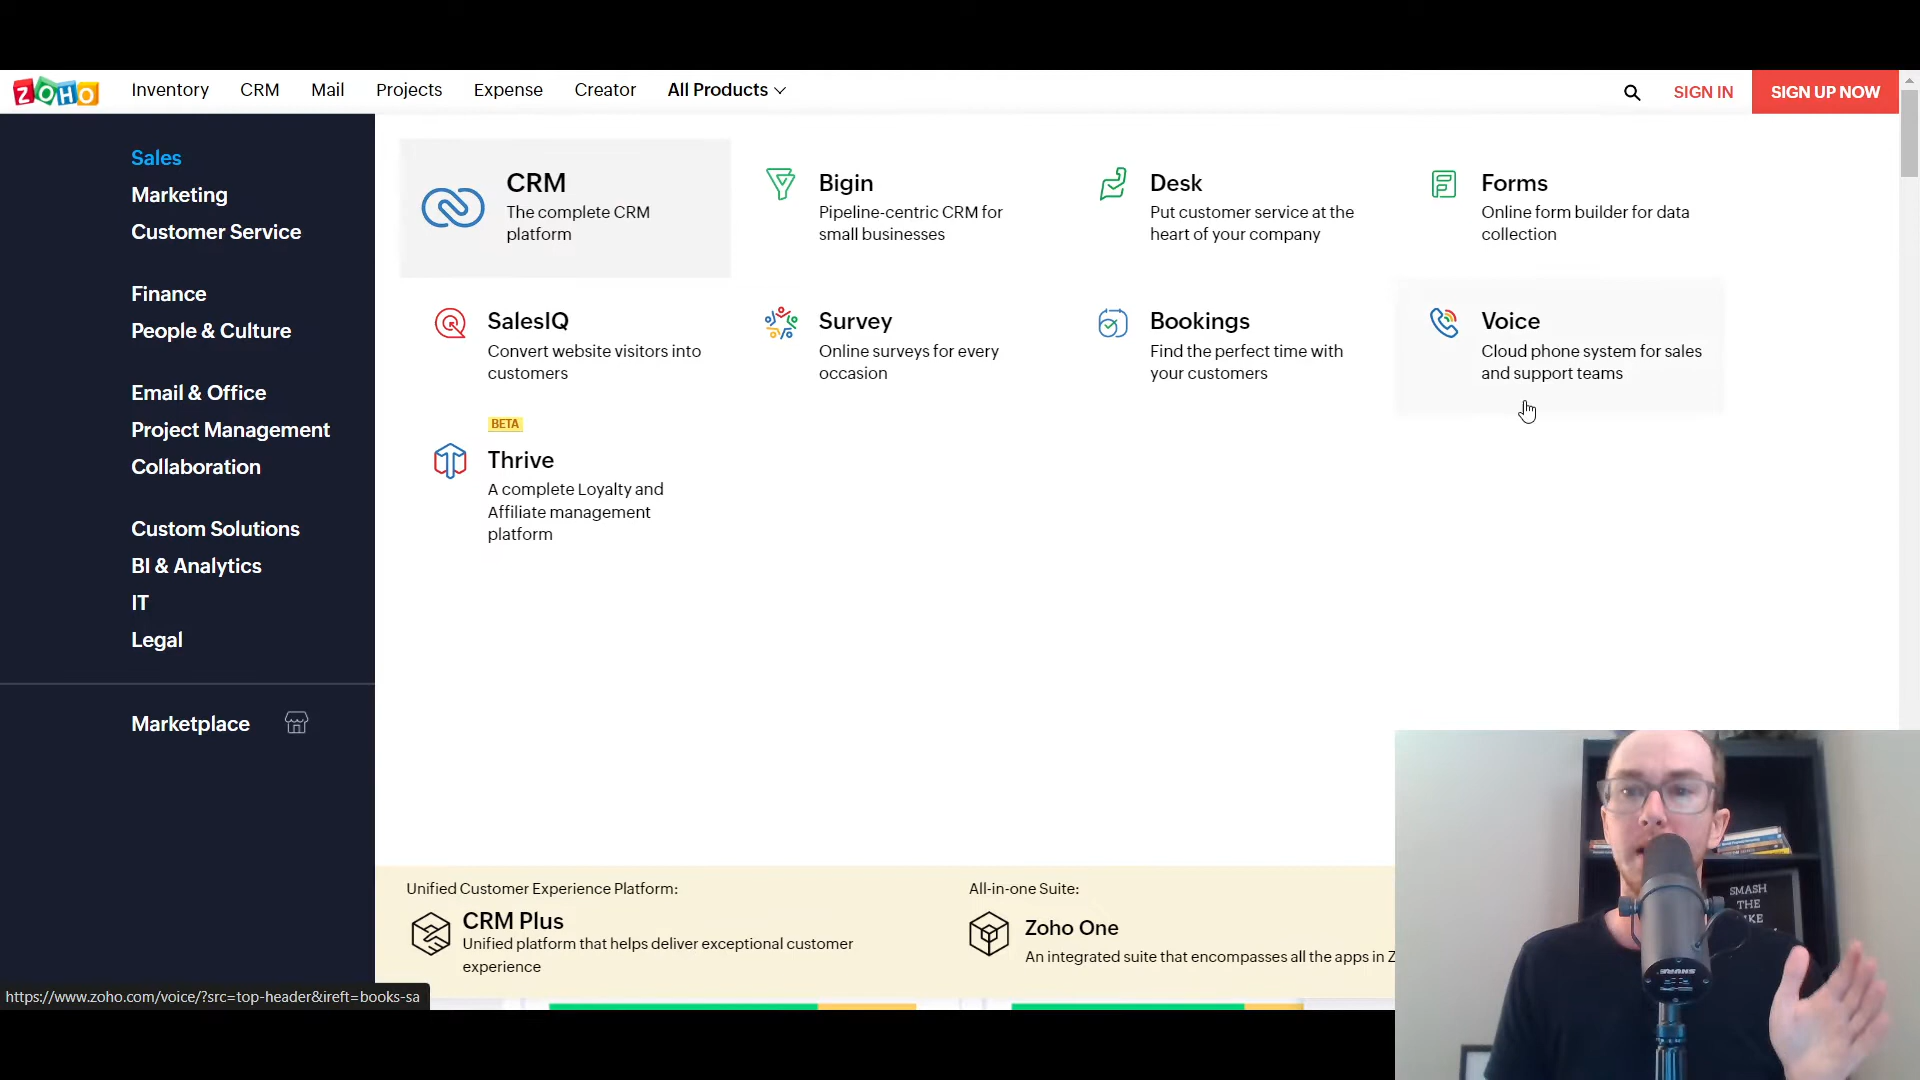 ZOHO
Inventory CRM Mail Projects Expense Creator All Products
SIGN IN
SIGN UP NOW
Sales
Marketing
Customer Service
Finance
People & Culture
Email & Office
Project Management
Collaboration
Custom Solutions
BI & Analytics
IT
Legal
Marketplace
CRM
The complete CRM
platform
Bigin
Pipeline-centric CRM for
small businesses
Desk
Put customer service at the
heart of your company
Forms
Online form builder for data
collection
SalesIQ
Convert website visitors into
customers
Survey
Online surveys for every
occasion
Bookings
Find the perfect time with
your customers
Voice
Cloud phone system for sales
and support teams
BETA
Thrive
A complete Loyalty and
Affiliate management
platform
Unified Customer Experience Platform:
CRM Plus
Unified platform that helps deliver exceptional customer
experience
All-in-one Suite:
Zoho One
An integrated suite that encompasses all the apps in Z
https://www.zoho.com/voice/?src=top-header&ireft=books-sa
SMASH
THE
SHURE